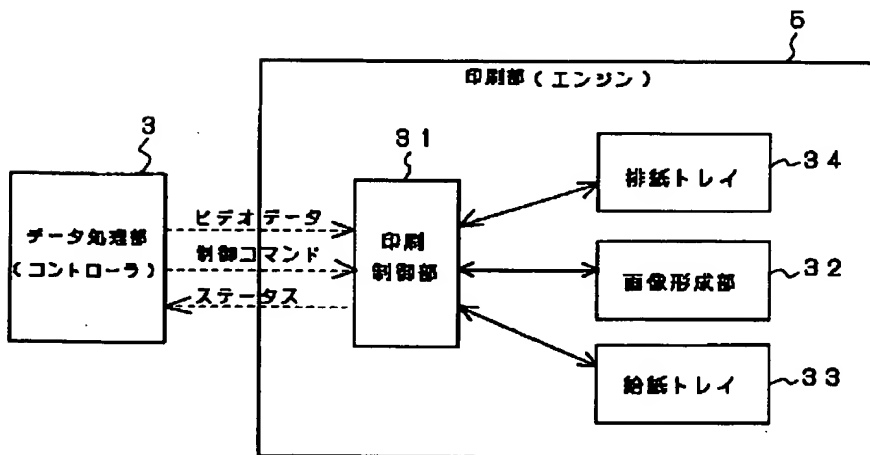 5
印刷部(エンジン)
3
31
34
排紙トレイ
データ処理部
(コントローラ)
ビデオデータ
制御コマンド
ステータス
印刷
制御部
画像形成部
32
給紙トレイ
33